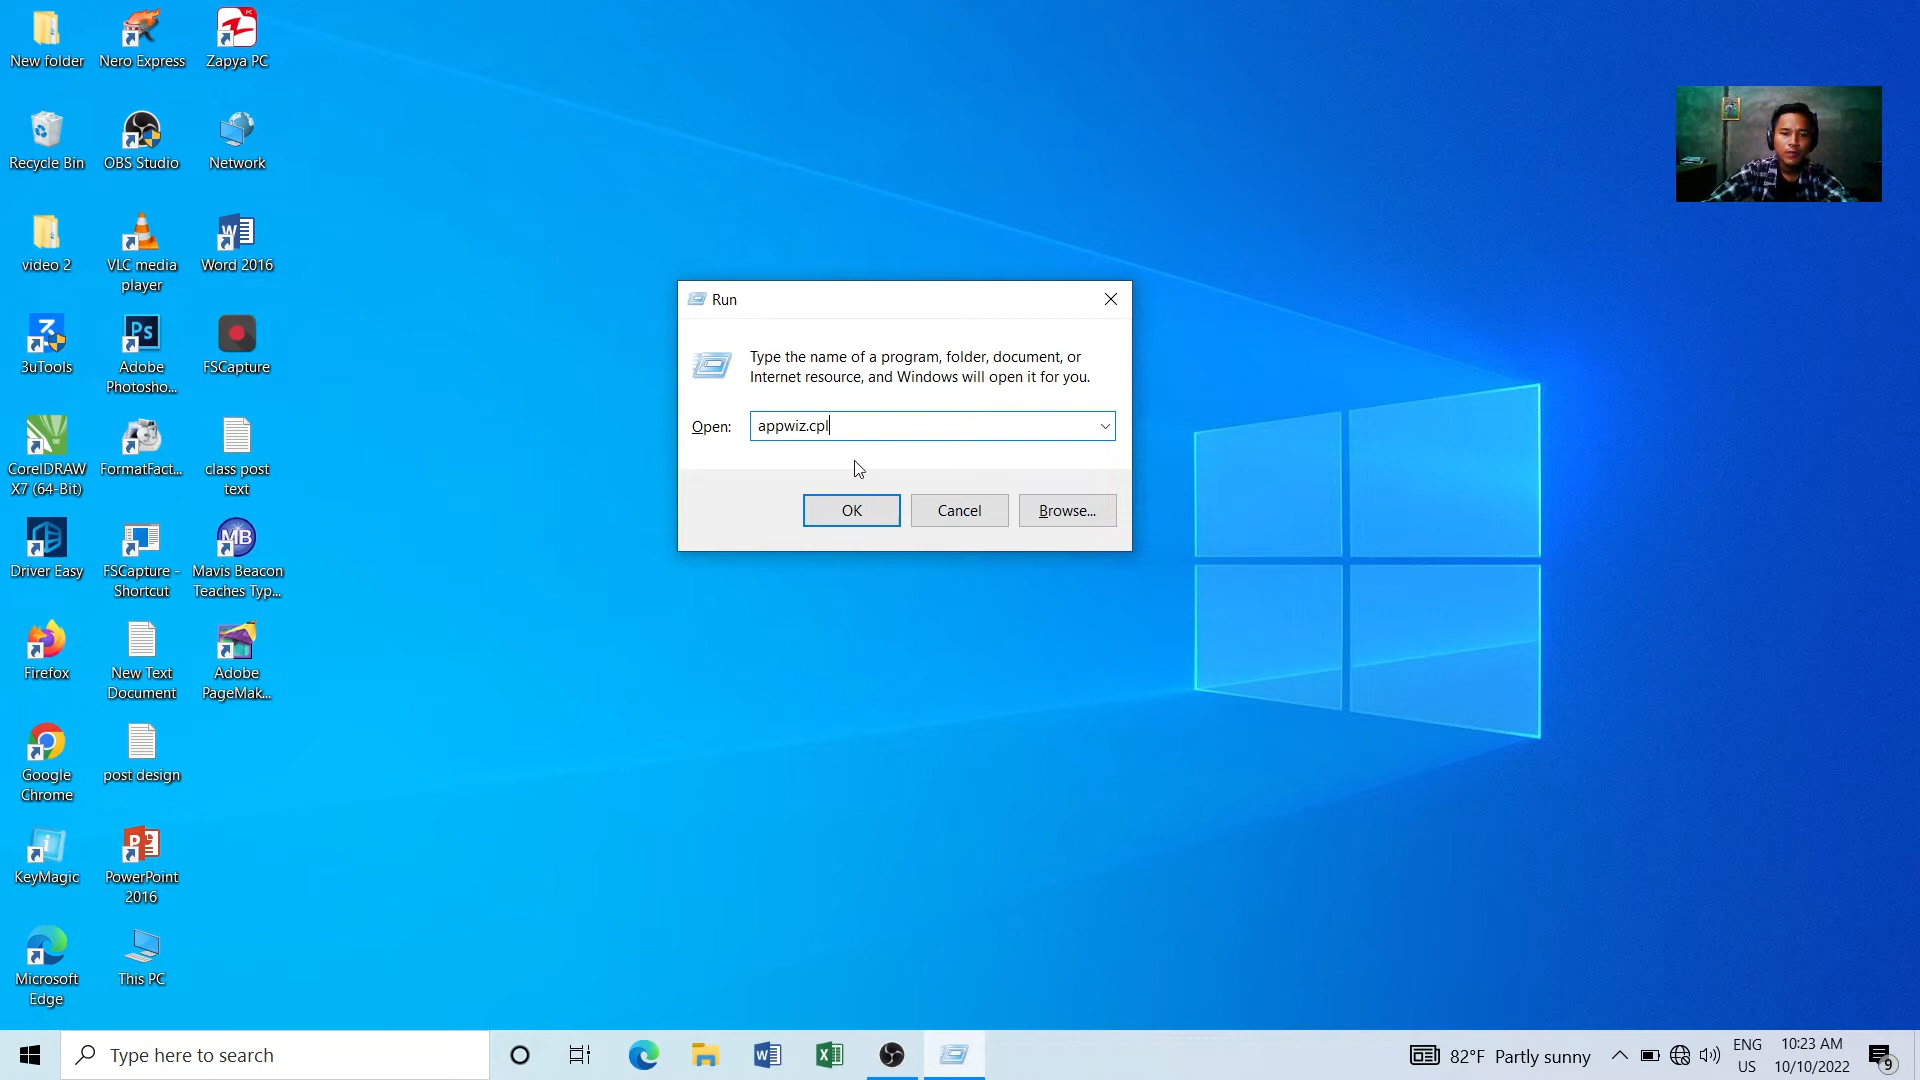 New folder
Nero Express
Zapya PC
Recycle Bin
OBS Studio
Network
video 2
VLC media
player
Word 2016
3uTools
Adobe
Photosho...
FSCapture
CorelDRAW
X7 (64-Bit)
FormatFact...
class post
text
Driver Easy
FSCapture -
Shortcut
MB
Mavis Beacon
Teaches Typ...
Firefox
New Text
Document
Adobe
PageMak...
Google
Chrome
post design
KeyMagic
PowerPoint
2016
Microsoft
Edge
This PC
Run
Type the name of a program, folder, document, or
Internet resource, and Windows will open it for you.
Open: appwiz.cpl
OK Cancel Browse...
Type here to search
82°F Partly sunny
ENG
US
10:23 AM
10/10/2022
9